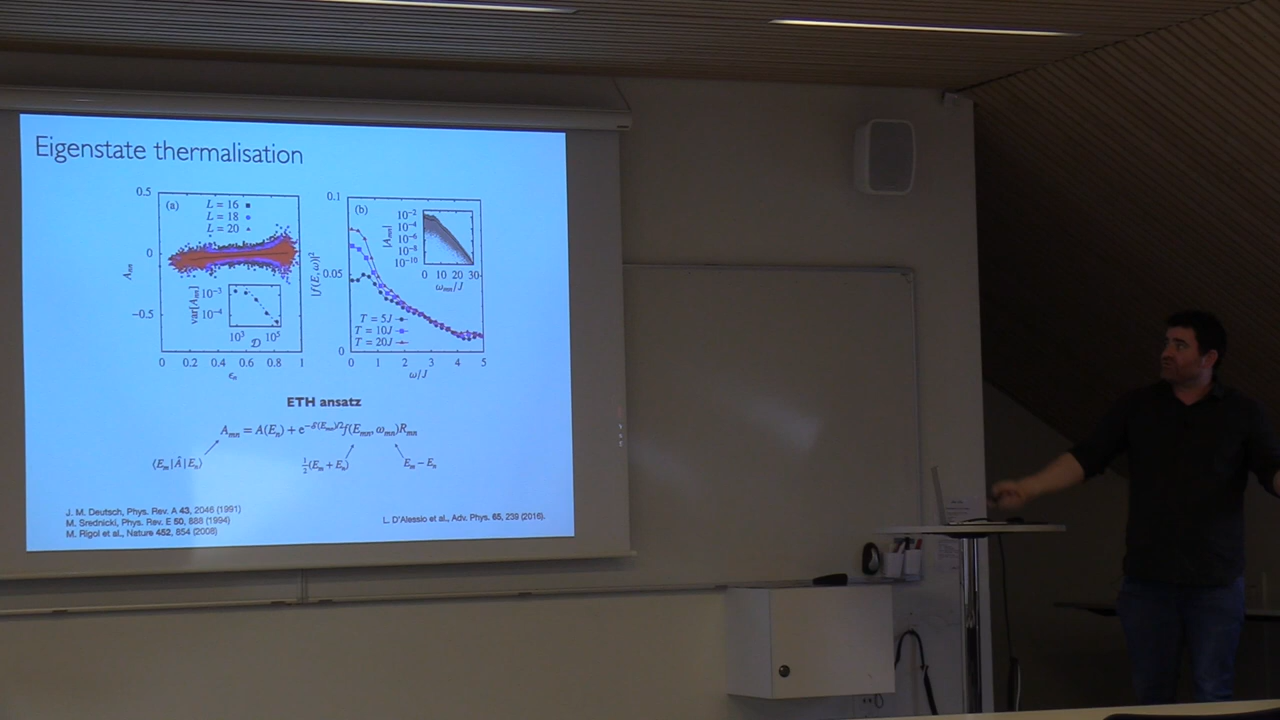 Eigenstate thermalisation
0.5
0
−0.5
A_nn
(a)
L = 16
L = 18
L = 20
var[A_nn]
10^−3
10^−4
10^3 10^5
𝒟
0 0.2 0.4 0.6 0.8 1
ϵ_n
0.1
0.05
0
|f(E, ω)|^2
(b)
|A_mn|
10^−2
10^−4
10^−6
10^−8
10^−10
0 10 20 30
ω_mn/J
T = 5J
T = 10J
T = 20J
0 1 2 3 4 5
ω/J
ETH ansatz
A_mn = A(E_n) + e^−𝒮(E_mn)/2 f(E_mn, ω_mn)R_mn
⟨E_m|Â|E_n⟩
½(E_m + E_n)
E_m − E_n
J. M. Deutsch, Phys. Rev. A 43, 2046 (1991)
M. Srednicki, Phys. Rev. E 50, 888 (1994)
M. Rigol et al., Nature 452, 854 (2008)
L. D'Alessio et al., Adv. Phys. 65, 239 (2016).